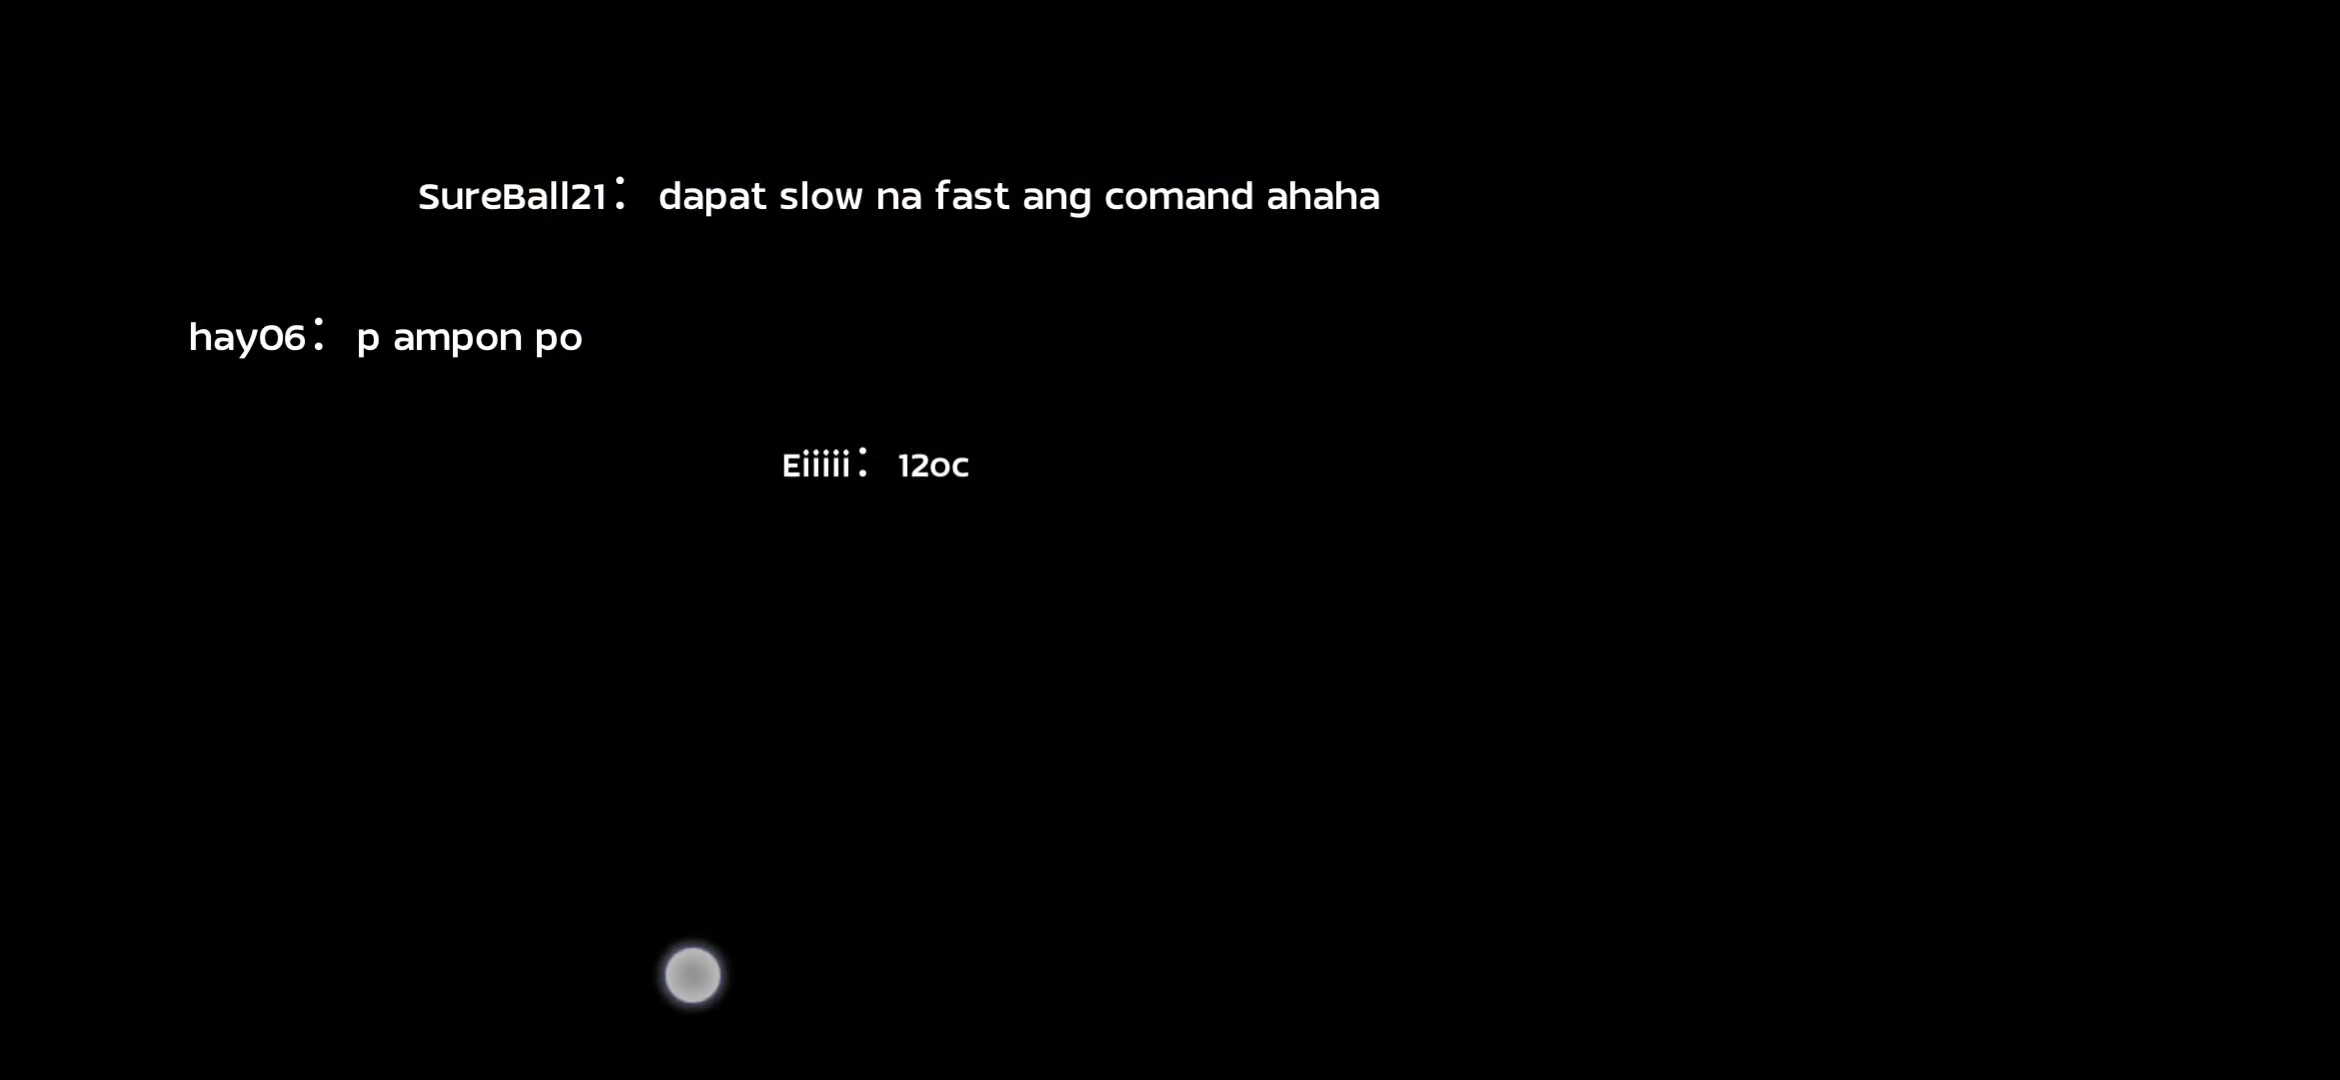 SureBall21: dapat slow na fast ang comand ahaha
hay06: p ampon po
Eiiiii: 12oc